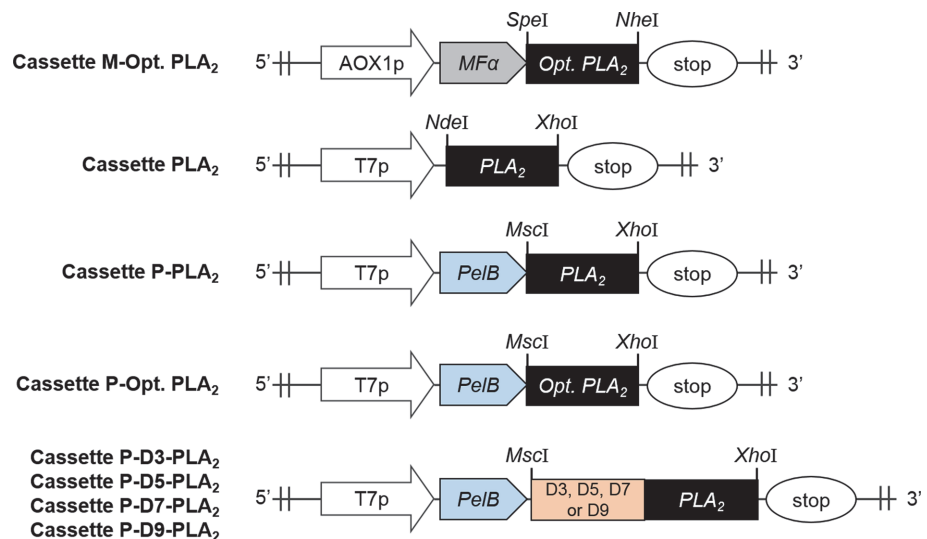 SpeI NheI
Cassette M-Opt. PLA₂ 5' AOX1p MFα Opt. PLA₂ stop 3'
NdeI XhoI
Cassette PLA₂ 5' T7p PLA₂ stop 3'
MscI XhoI
Cassette P-PLA₂ 5' T7p PelB PLA₂ stop 3'
MscI XhoI
Cassette P-Opt. PLA₂ 5' T7p PelB Opt. PLA₂ stop 3'
Cassette P-D3-PLA₂
Cassette P-D5-PLA₂
Cassette P-D7-PLA₂
Cassette P-D9-PLA₂
MscI XhoI
5' T7p PelB D3, D5, D7
or D9 PLA₂ stop 3'